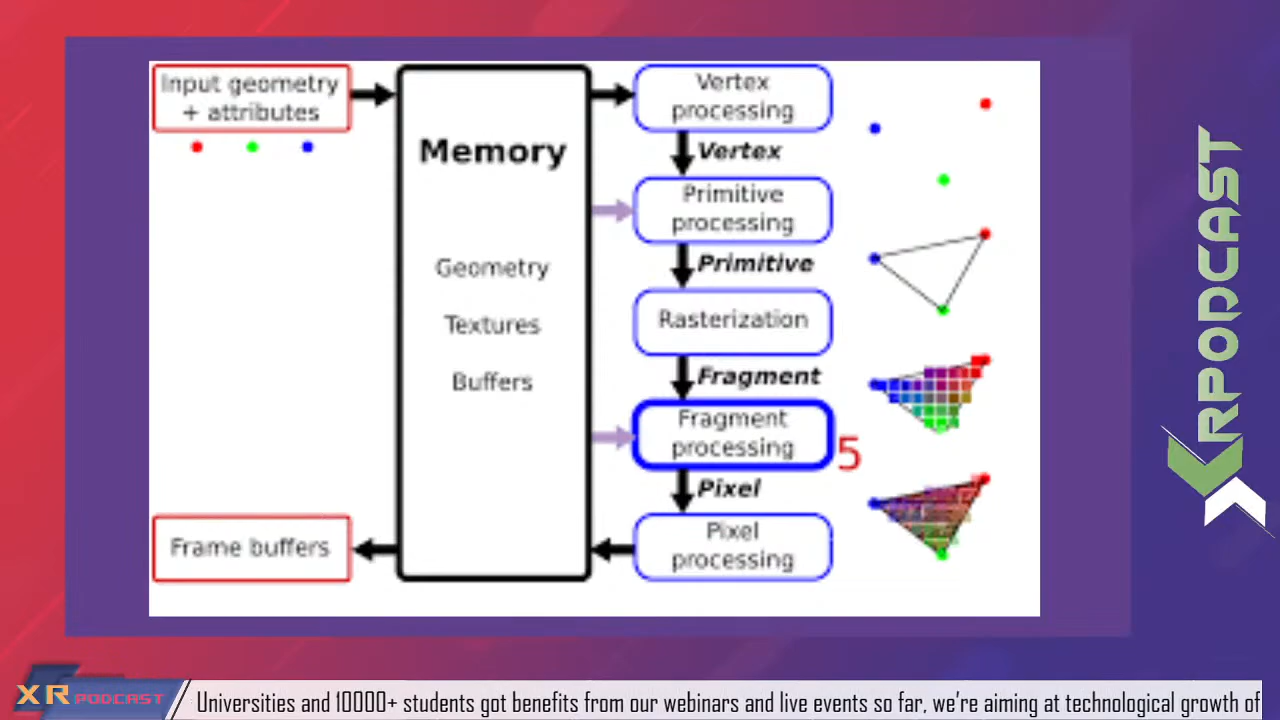 Input geometry
+ attributes
Memory
Geometry
Textures
Buffers
Frame buffers
Vertex
processing
Vertex
Primitive
processing
Primitive
Rasterization
Fragment
Fragment
processing
5
Pixel
Pixel
processing
XRPODCAST
XR PODCAST
Universities and 10000+ students got benefits from our webinars and live events so far, we're aiming at technological growth of